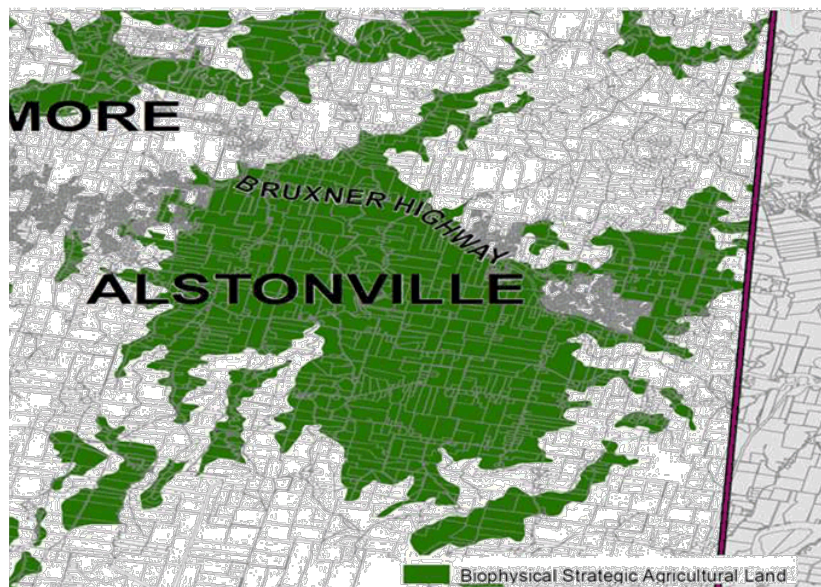 MORE
BRUXNER HIGHWAY
ALSTONVILLE
Biophysical Strategic Agricultural Land